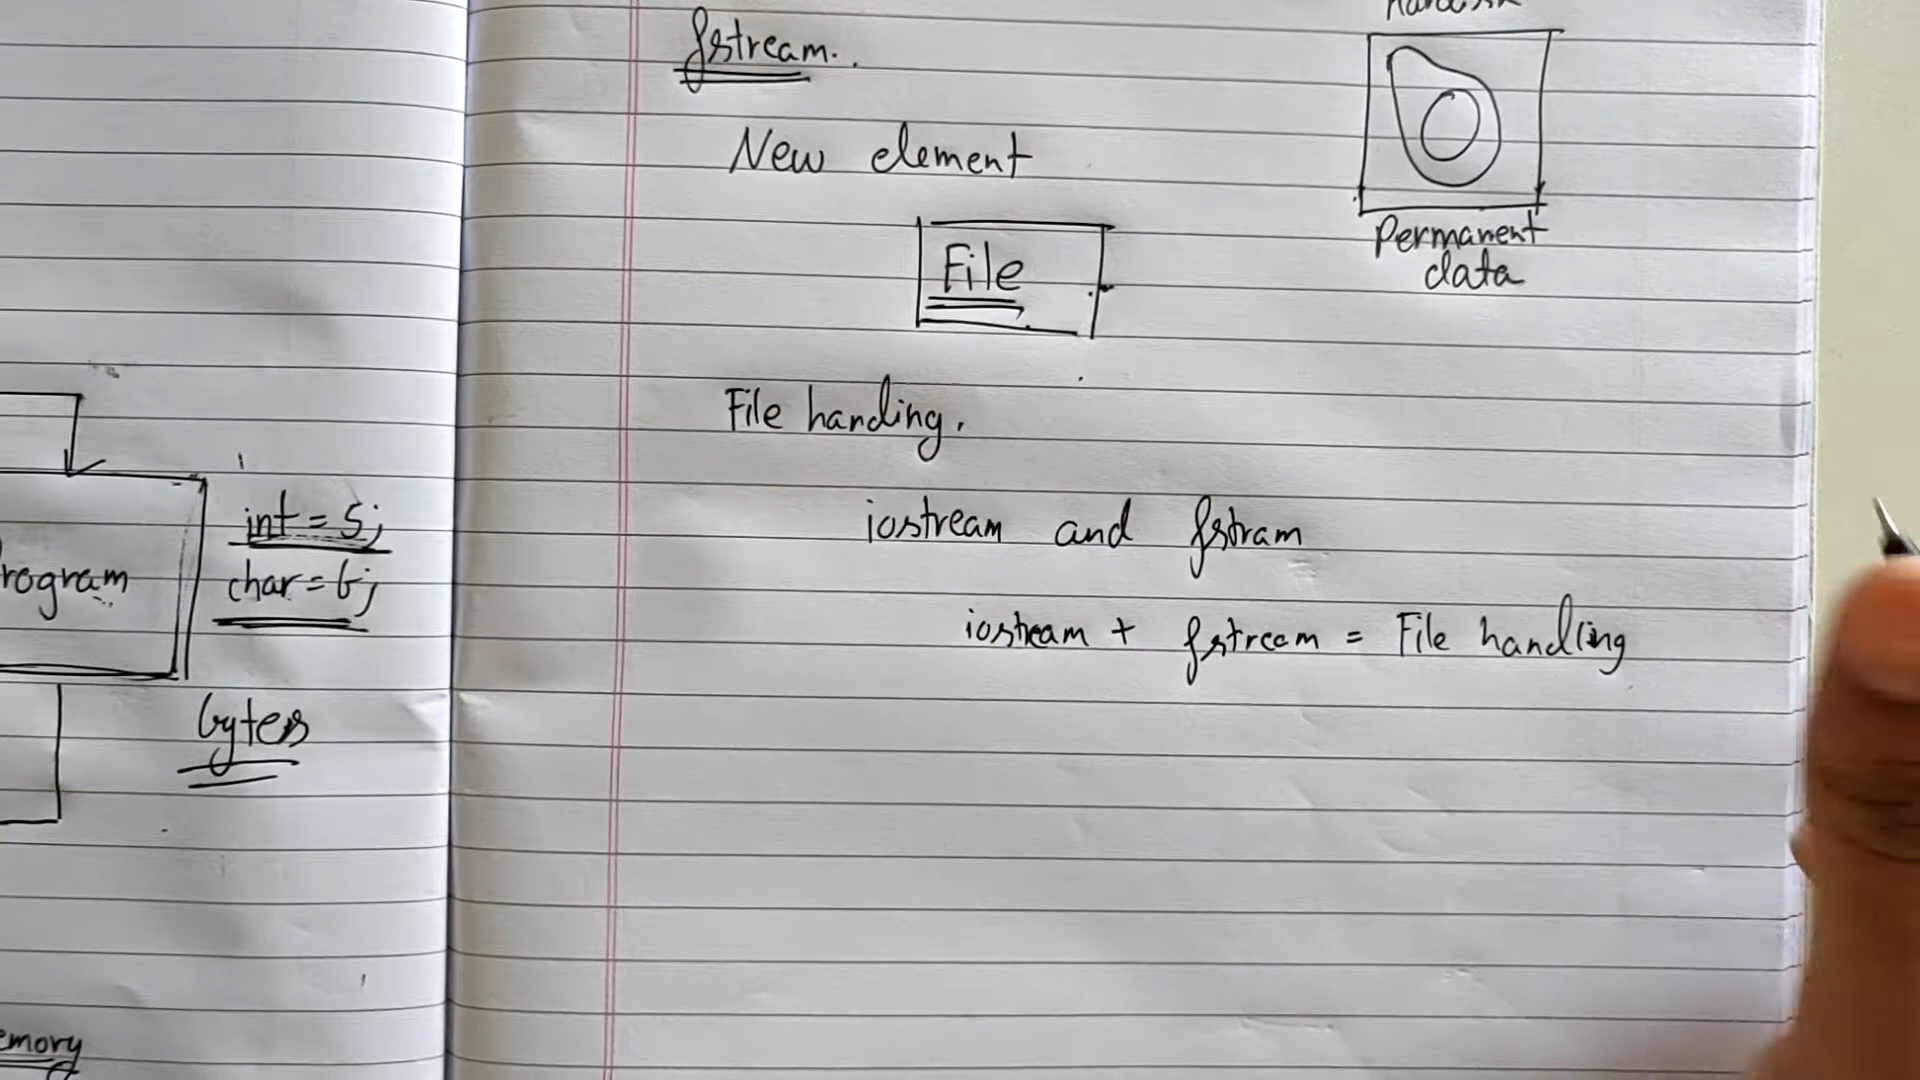 rogram
int = 5;
char = 6;
bytes
emory
fstream.
New element
File
Permanent
data
File handing.
iostream and fstram
iostream + fstream = File handling